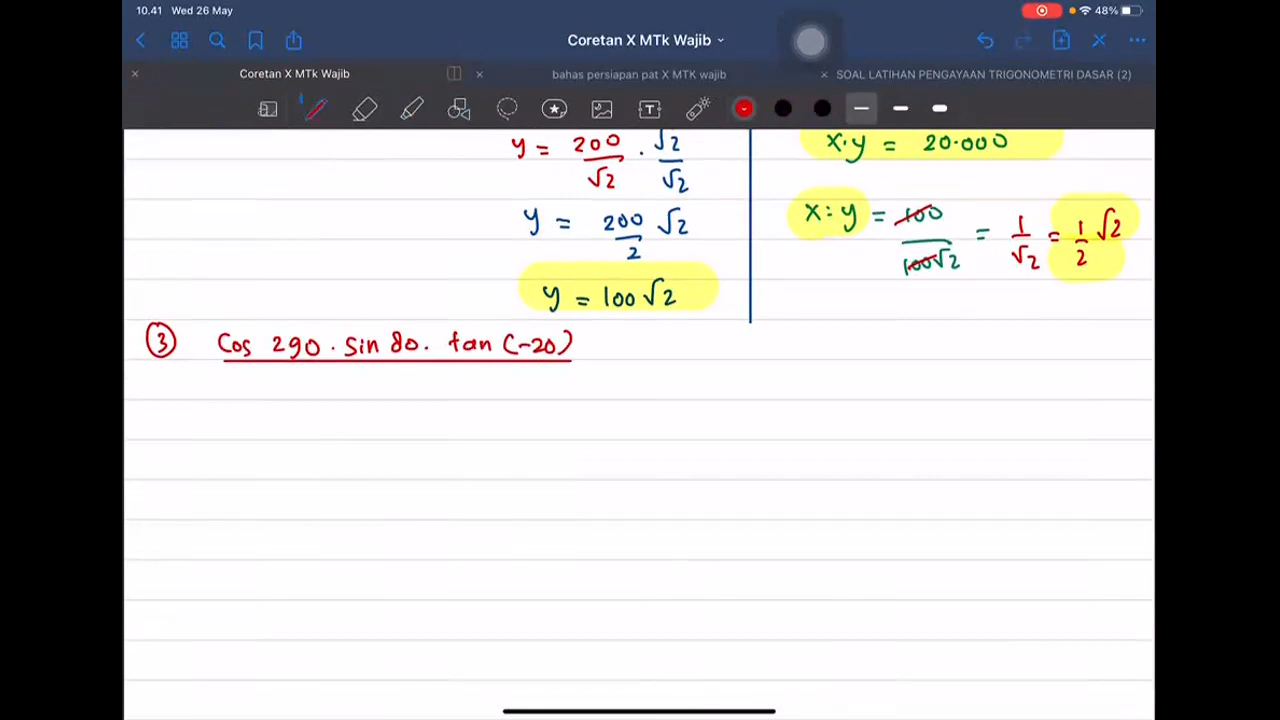 10.41 Wed 26 May
48%
Coretan X MTk Wajib
Coretan X MTk Wajib
bahas persiapan pat X MTK wajib
SOAL LATIHAN PENGAYAAN TRIGONOMETRI DASAR (2)
T
y = 200/√2 · √2/√2
y = 200/2 √2
y = 100√2
x·y = 20.000
x : y = 100/100√2 = 1/√2 = 1/2 √2
③ Cos 290 · sin 80 · tan (-20)